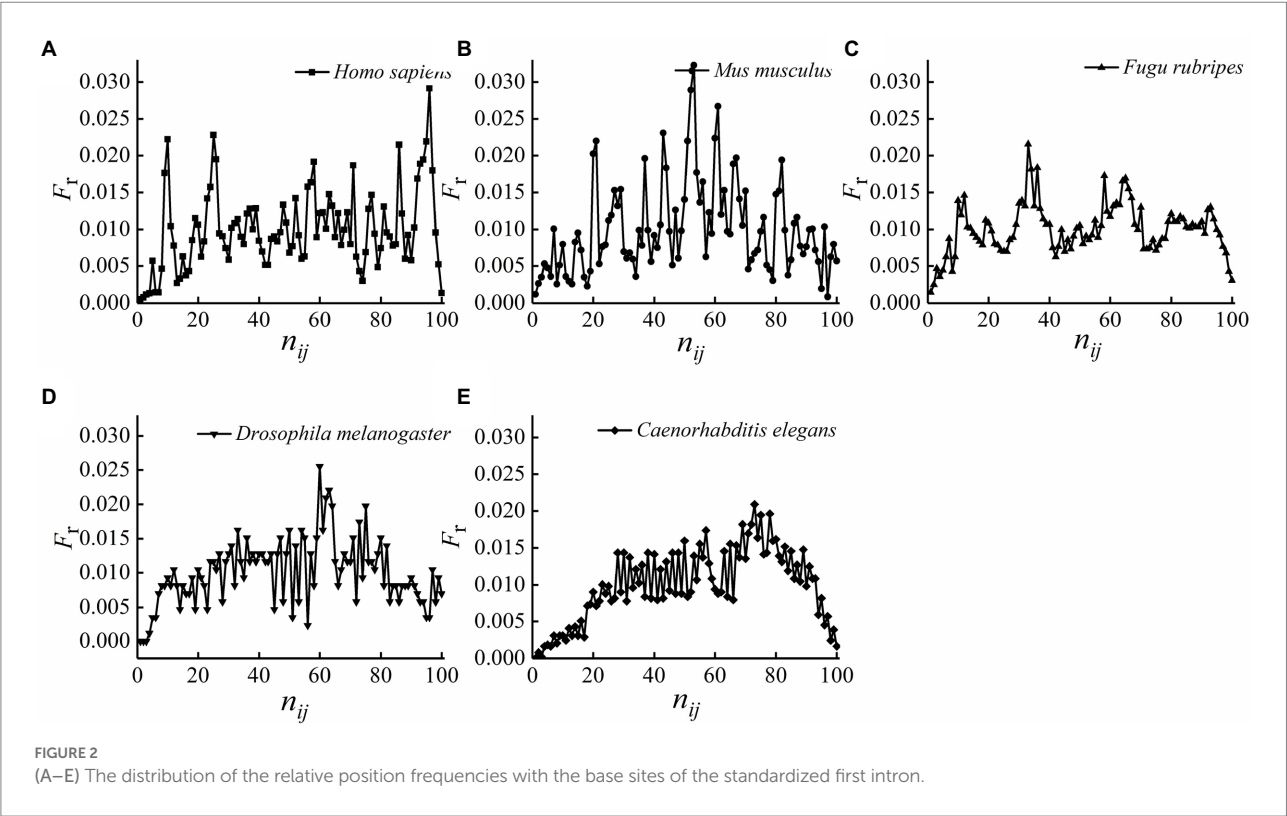 A
Homo sapiens
0.030
0.025
0.020
0.015
0.010
0.005
0.000
Fr
0 20 40 60 80 100
nij
B
Mus musculus
0.030
0.025
0.020
0.015
0.010
0.005
0.000
Fr
0 20 40 60 80 100
nij
C
Fugu rubripes
0.030
0.025
0.020
0.015
0.010
0.005
0.000
Fr
0 20 40 60 80 100
nij
D
Drosophila melanogaster
0.030
0.025
0.020
0.015
0.010
0.005
0.000
Fr
0 20 40 60 80 100
nij
E
Caenorhabditis elegans
0.030
0.025
0.020
0.015
0.010
0.005
0.000
Fr
0 20 40 60 80 100
nij
FIGURE 2
(A–E) The distribution of the relative position frequencies with the base sites of the standardized first intron.